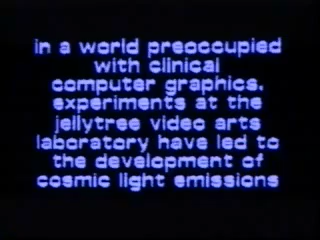 in a world preoccupied
with clinical
computer graphics.
experiments at the
jellytree video arts
laboratory have led to
the development of
cosmic light emissions